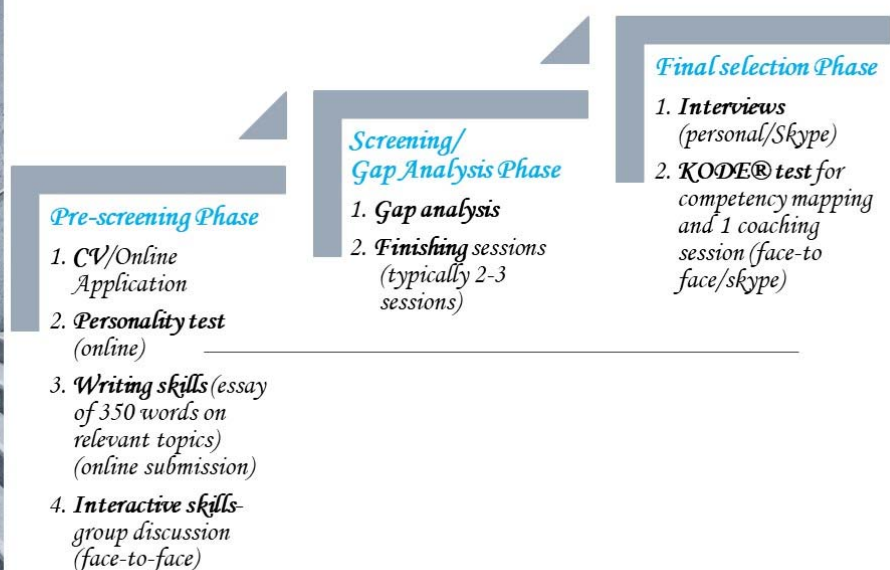 Pre-screening Phase
1. CV/Online
Application
2. Personality test
(online)
3. Writing skills (essay
of 350 words on
relevant topics)
(online submission)
4. Interactive skills-
group discussion
(face-to-face)
Screening/
Gap Analysis Phase
1. Gap analysis
2. Finishing sessions
(typically 2-3
sessions)
Final selection Phase
1. Interviews
(personal/Skype)
2. KODE® test for
competency mapping
and 1 coaching
session (face-to
face/skype)